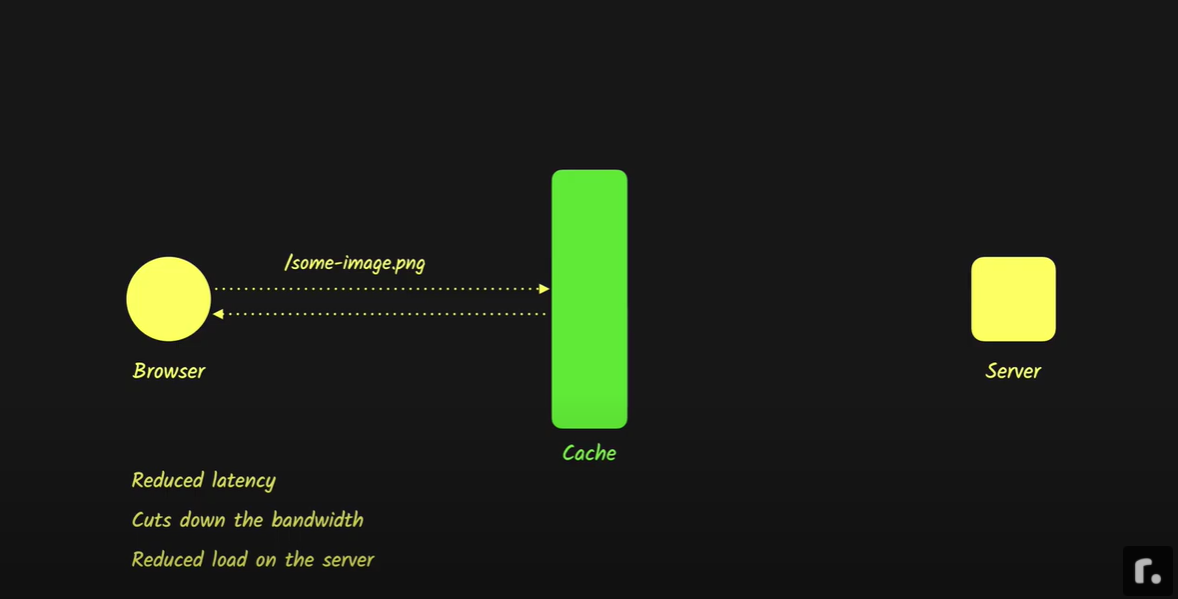 /some-image.png
Browser
Server
Cache
Reduced latency
Cuts down the bandwidth
Reduced load on the server
r.